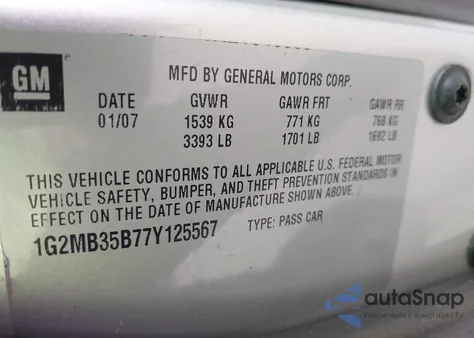 GM
MFD BY GENERAL MOTORS CORP.
DATE GVWR GAWR FRT GAWR RR
01/07 1539 KG 771 KG 768 KG
3393 LB 1701 LB 1692 LB
THIS VEHICLE CONFORMS TO ALL APPLICABLE U.S. FEDERAL MOTOR
VEHICLE SAFETY, BUMPER, AND THEFT PREVENTION STANDARDS IN
EFFECT ON THE DATE OF MANUFACTURE SHOWN ABOVE.
1G2MB35B77Y125567 TYPE: PASS CAR
autoSnap